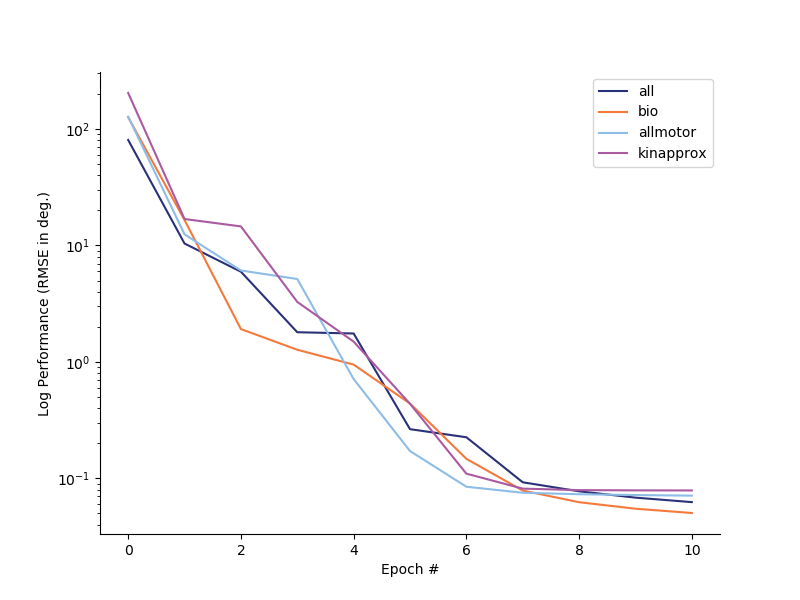 all
bio
allmotor
kinapprox
10²
10¹
10⁰
10⁻¹
Log Performance (RMSE in deg.)
0 2 4 6 8 10
Epoch #